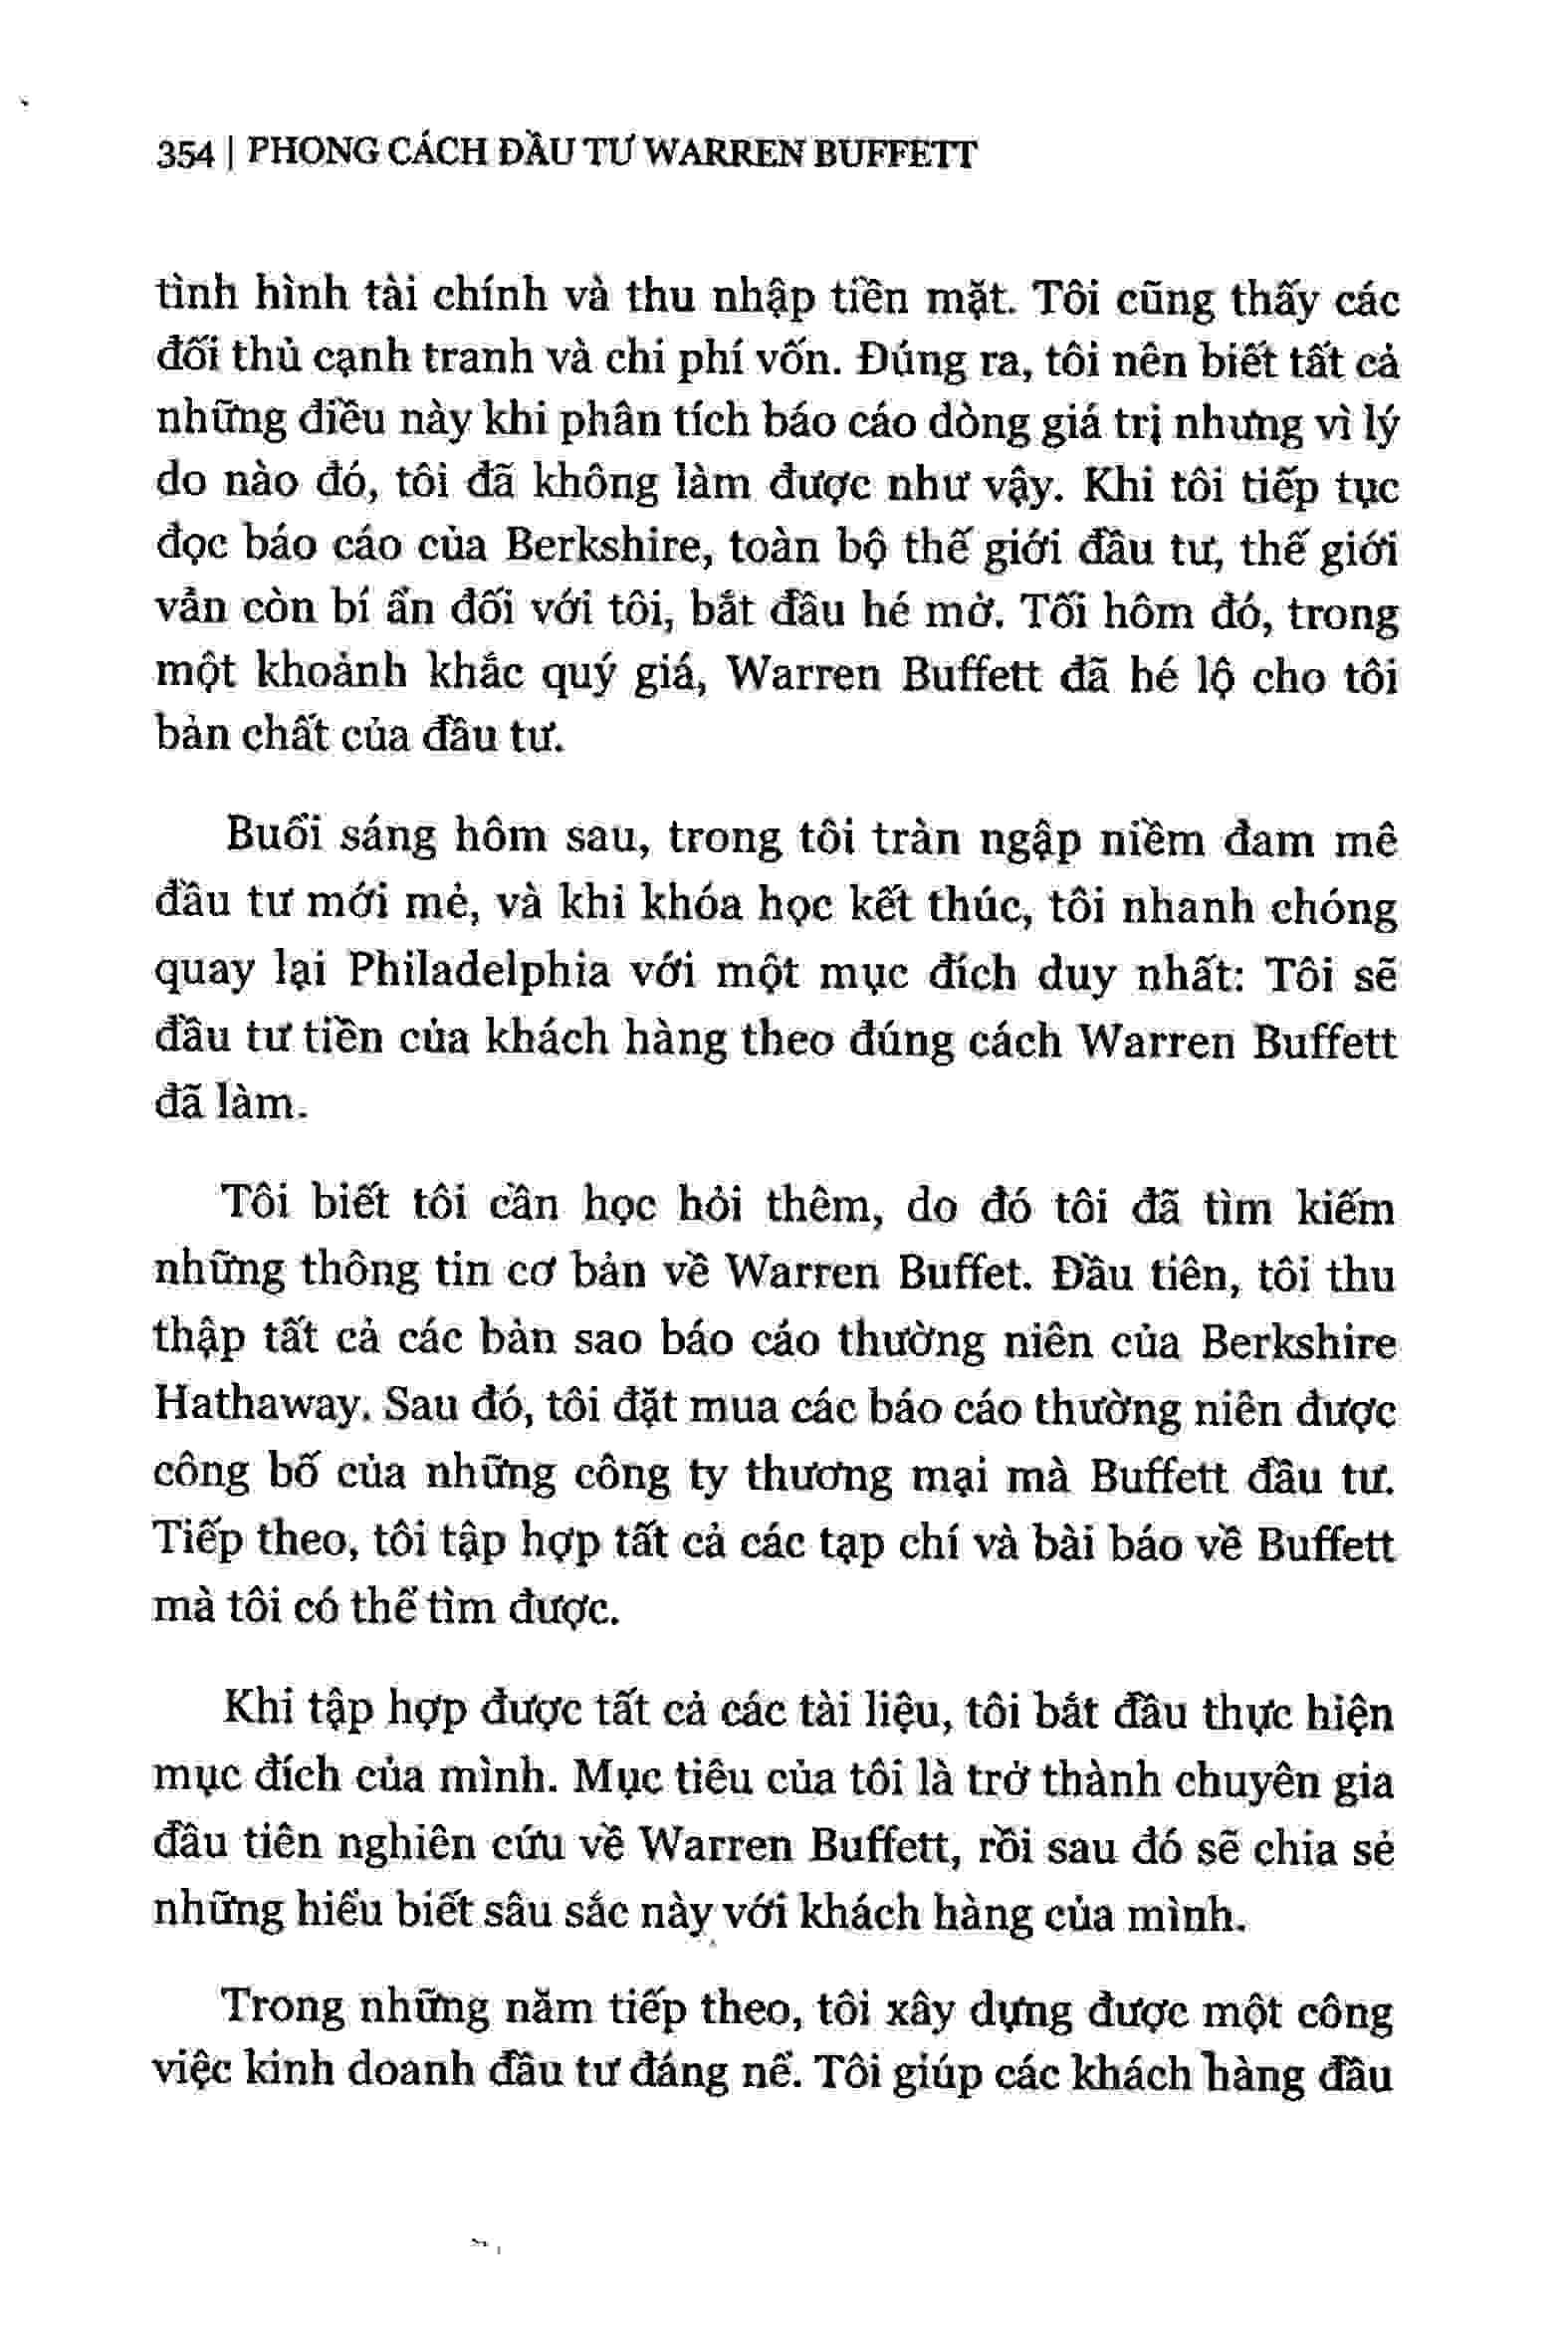 354 | PHONG CÁCH ĐẦU TƯ WARREN BUFFETT
tình hình tài chính và thu nhập tiền mặt. Tôi cũng thấy các
đối thủ cạnh tranh và chi phí vốn. Đúng ra, tôi nên biết tất cả
những điều này khi phân tích báo cáo dòng giá trị nhưng vì lý
do nào đó, tôi đã không làm được như vậy. Khi tôi tiếp tục
đọc báo cáo của Berkshire, toàn bộ thế giới đầu tư, thế giới
vẫn còn bí ẩn đối với tôi, bắt đầu hé mở. Tối hôm đó, trong
một khoảnh khắc quý giá, Warren Buffett đã hé lộ cho tôi
bản chất của đầu tư.
Buổi sáng hôm sau, trong tôi tràn ngập niềm đam mê
đầu tư mới mẻ, và khi khóa học kết thúc, tôi nhanh chóng
quay lại Philadelphia với một mục đích duy nhất: Tôi sẽ
đầu tư tiền của khách hàng theo đúng cách Warren Buffett
đã làm.
Tôi biết tôi cần học hỏi thêm, do đó tôi đã tìm kiếm
những thông tin cơ bản về Warren Buffet. Đầu tiên, tôi thu
thập tất cả các bản sao báo cáo thường niên của Berkshire
Hathaway. Sau đó, tôi đặt mua các báo cáo thường niên được
công bố của những công ty thương mại mà Buffett đầu tư.
Tiếp theo, tôi tập hợp tất cả các tạp chí và bài báo về Buffett
mà tôi có thể tìm được.
Khi tập hợp được tất cả các tài liệu, tôi bắt đầu thực hiện
mục đích của mình. Mục tiêu của tôi là trở thành chuyên gia
đầu tiên nghiên cứu về Warren Buffett, rồi sau đó sẽ chia sẻ
những hiểu biết sâu sắc này với khách hàng của mình.
Trong những năm tiếp theo, tôi xây dựng được một công
việc kinh doanh đầu tư đáng nể. Tôi giúp các khách hàng đầu